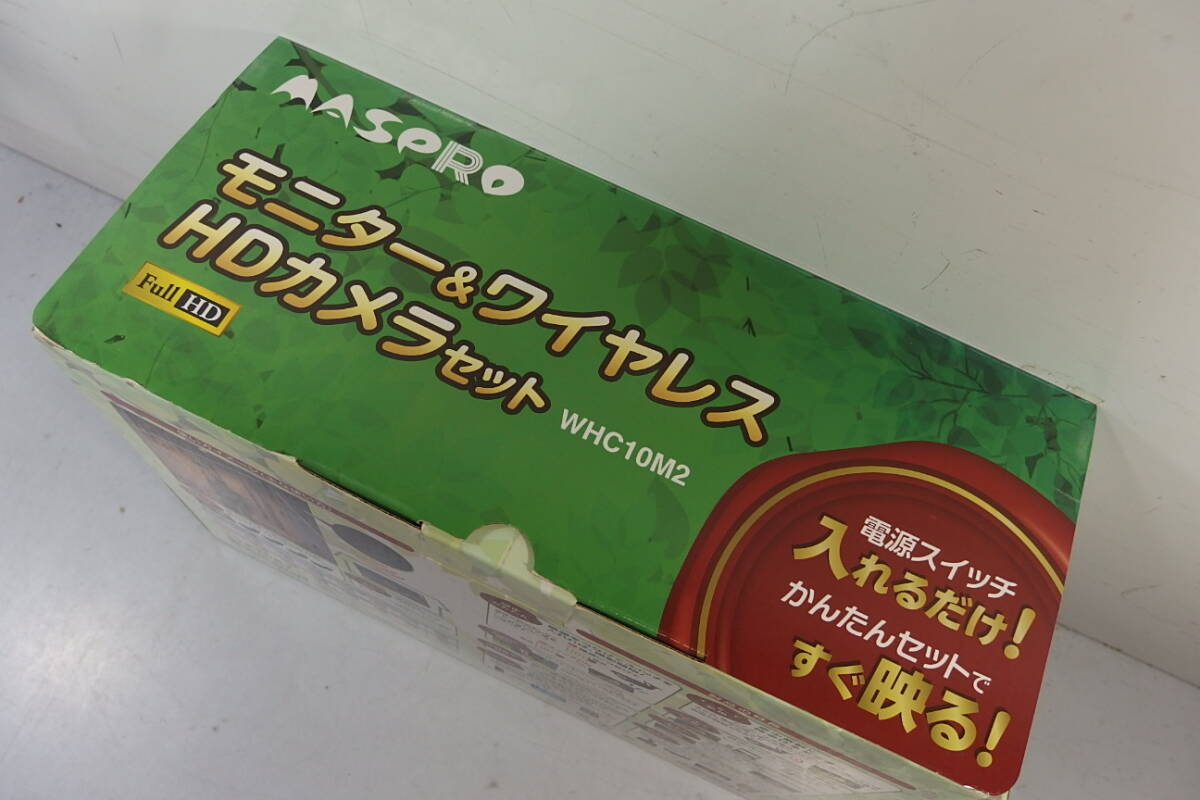 MASPRO
モニター&ワイヤレス
HDカメラセット
Full HD
WHC10M2
電源スイッチ
入れるだけ!
かんたんセットで
すぐ映る!